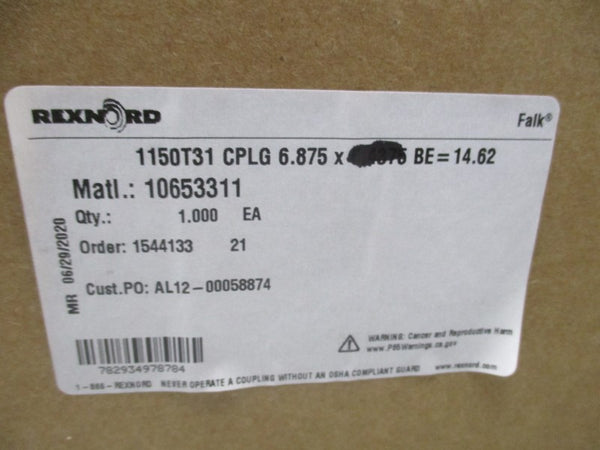 REXNORD
Falk®
1150T31 CPLG 6.875 x BE=14.62
Matl.: 10653311
Qty.: 1.000 EA
Order: 1544133 21
Cust.PO: AL12-00058874
MR 06/29/2020
WARNING: Cancer and Reproductive Harm
www.P65Warnings.ca.gov
782934978784
1-866-REXNORD NEVER OPERATE A COUPLING WITHOUT AN OSHA COMPLIANT GUARD www.rexnord.com